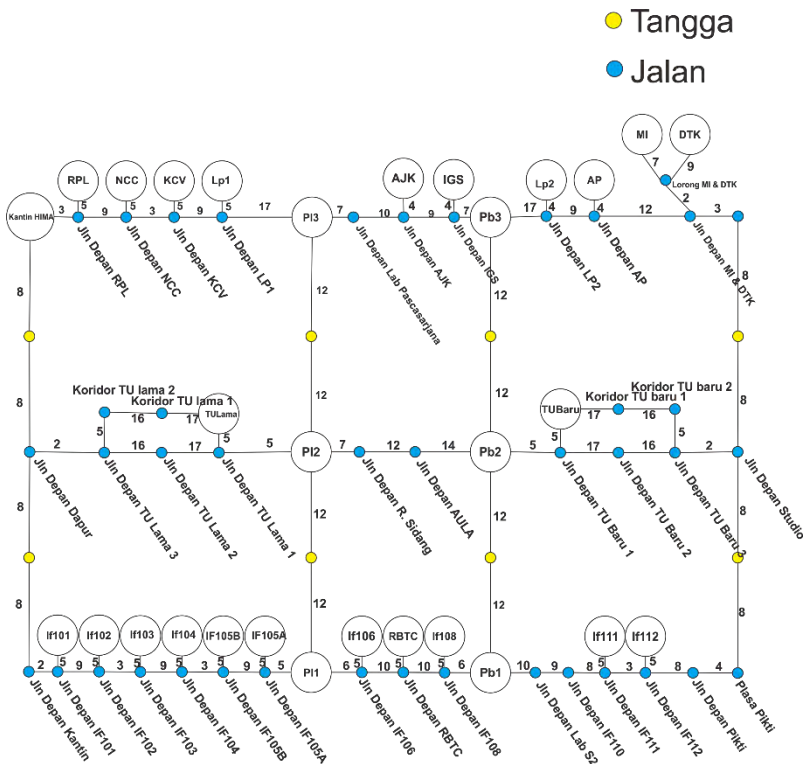 Tangga
Jalan
MI
DTK
7
9
Lorong MI & DTK
2
RPL
NCC
KCV
Lp1
AJK
IGS
Lp2
AP
5
5
5
5
4
4
4
4
Kantin HIMA
3
9
3
9
17
Pl3
7
10
9
7
Pb3
17
9
12
3
Jln Depan RPL
Jln Depan NCC
Jln Depan KCV
Jln Depan LP1
Jln Depan Lab Pascasarjana
Jln Depan AJK
Jln Depan IGS
Jln Depan LP2
Jln Depan AP
Jln Depan MI & DTK
8
12
12
8
8
12
12
8
Koridor TU lama 2
Koridor TU lama 1
16
17
TULama
5
5
Koridor TU baru 2
Koridor TU baru 1
TUBaru
17
16
5
5
2
16
17
5
Pl2
7
12
14
Pb2
5
17
16
2
Jln Depan Dapur
Jln Depan TU Lama 3
Jln Depan TU Lama 2
Jln Depan TU Lama 1
Jln Depan R. Sidang
Jln Depan AULA
Jln Depan TU Baru 1
Jln Depan TU Baru 2
Jln Depan TU Baru 3
Jln Depan Studio
8
12
12
8
8
12
12
8
If101
If102
If103
If104
IF105B
IF105A
If106
RBTC
If108
If111
If112
5
5
5
5
5
5
5
5
5
5
5
2
9
3
9
3
9
5
Pl1
6
10
10
6
Pb1
10
9
8
3
8
4
Jln Depan Kantin
Jln Depan IF101
Jln Depan IF102
Jln Depan IF103
Jln Depan IF104
Jln Depan IF105B
Jln Depan IF105A
Jln Depan IF106
Jln Depan RBTC
Jln Depan IF108
Jln Depan Lab S2
Jln Depan IF110
Jln Depan IF111
Jln Depan IF112
Jln Depan Pikti
Plasa Pikti